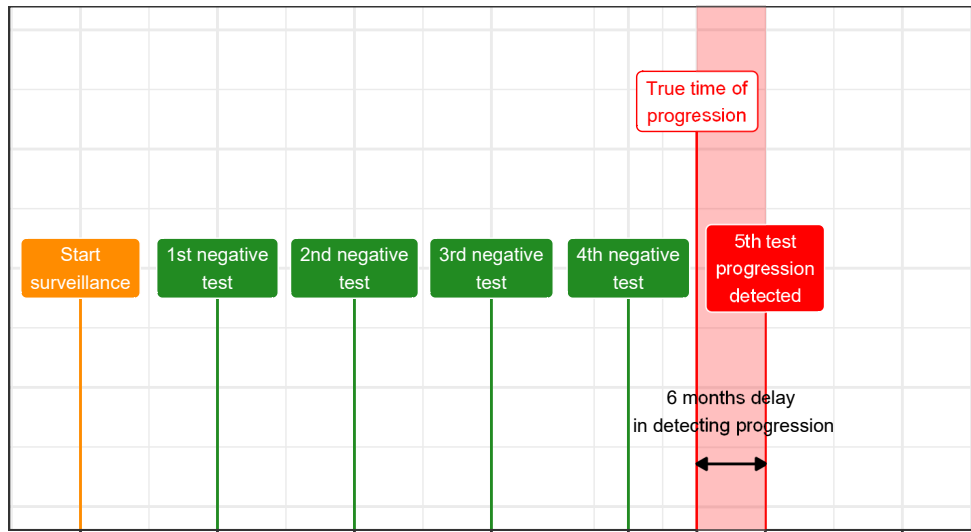 True time of
progression
Start
surveillance
1st negative
test
2nd negative
test
3rd negative
test
4th negative
test
5th test
progression
detected
6 months delay
in detecting progression